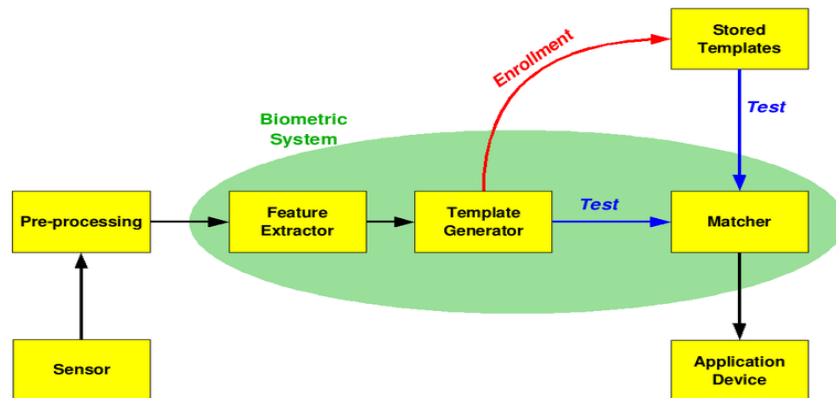 Stored
Templates
Enrollment
Test
Biometric
System
Pre-processing
Feature
Extractor
Template
Generator
Test
Matcher
Sensor
Application
Device